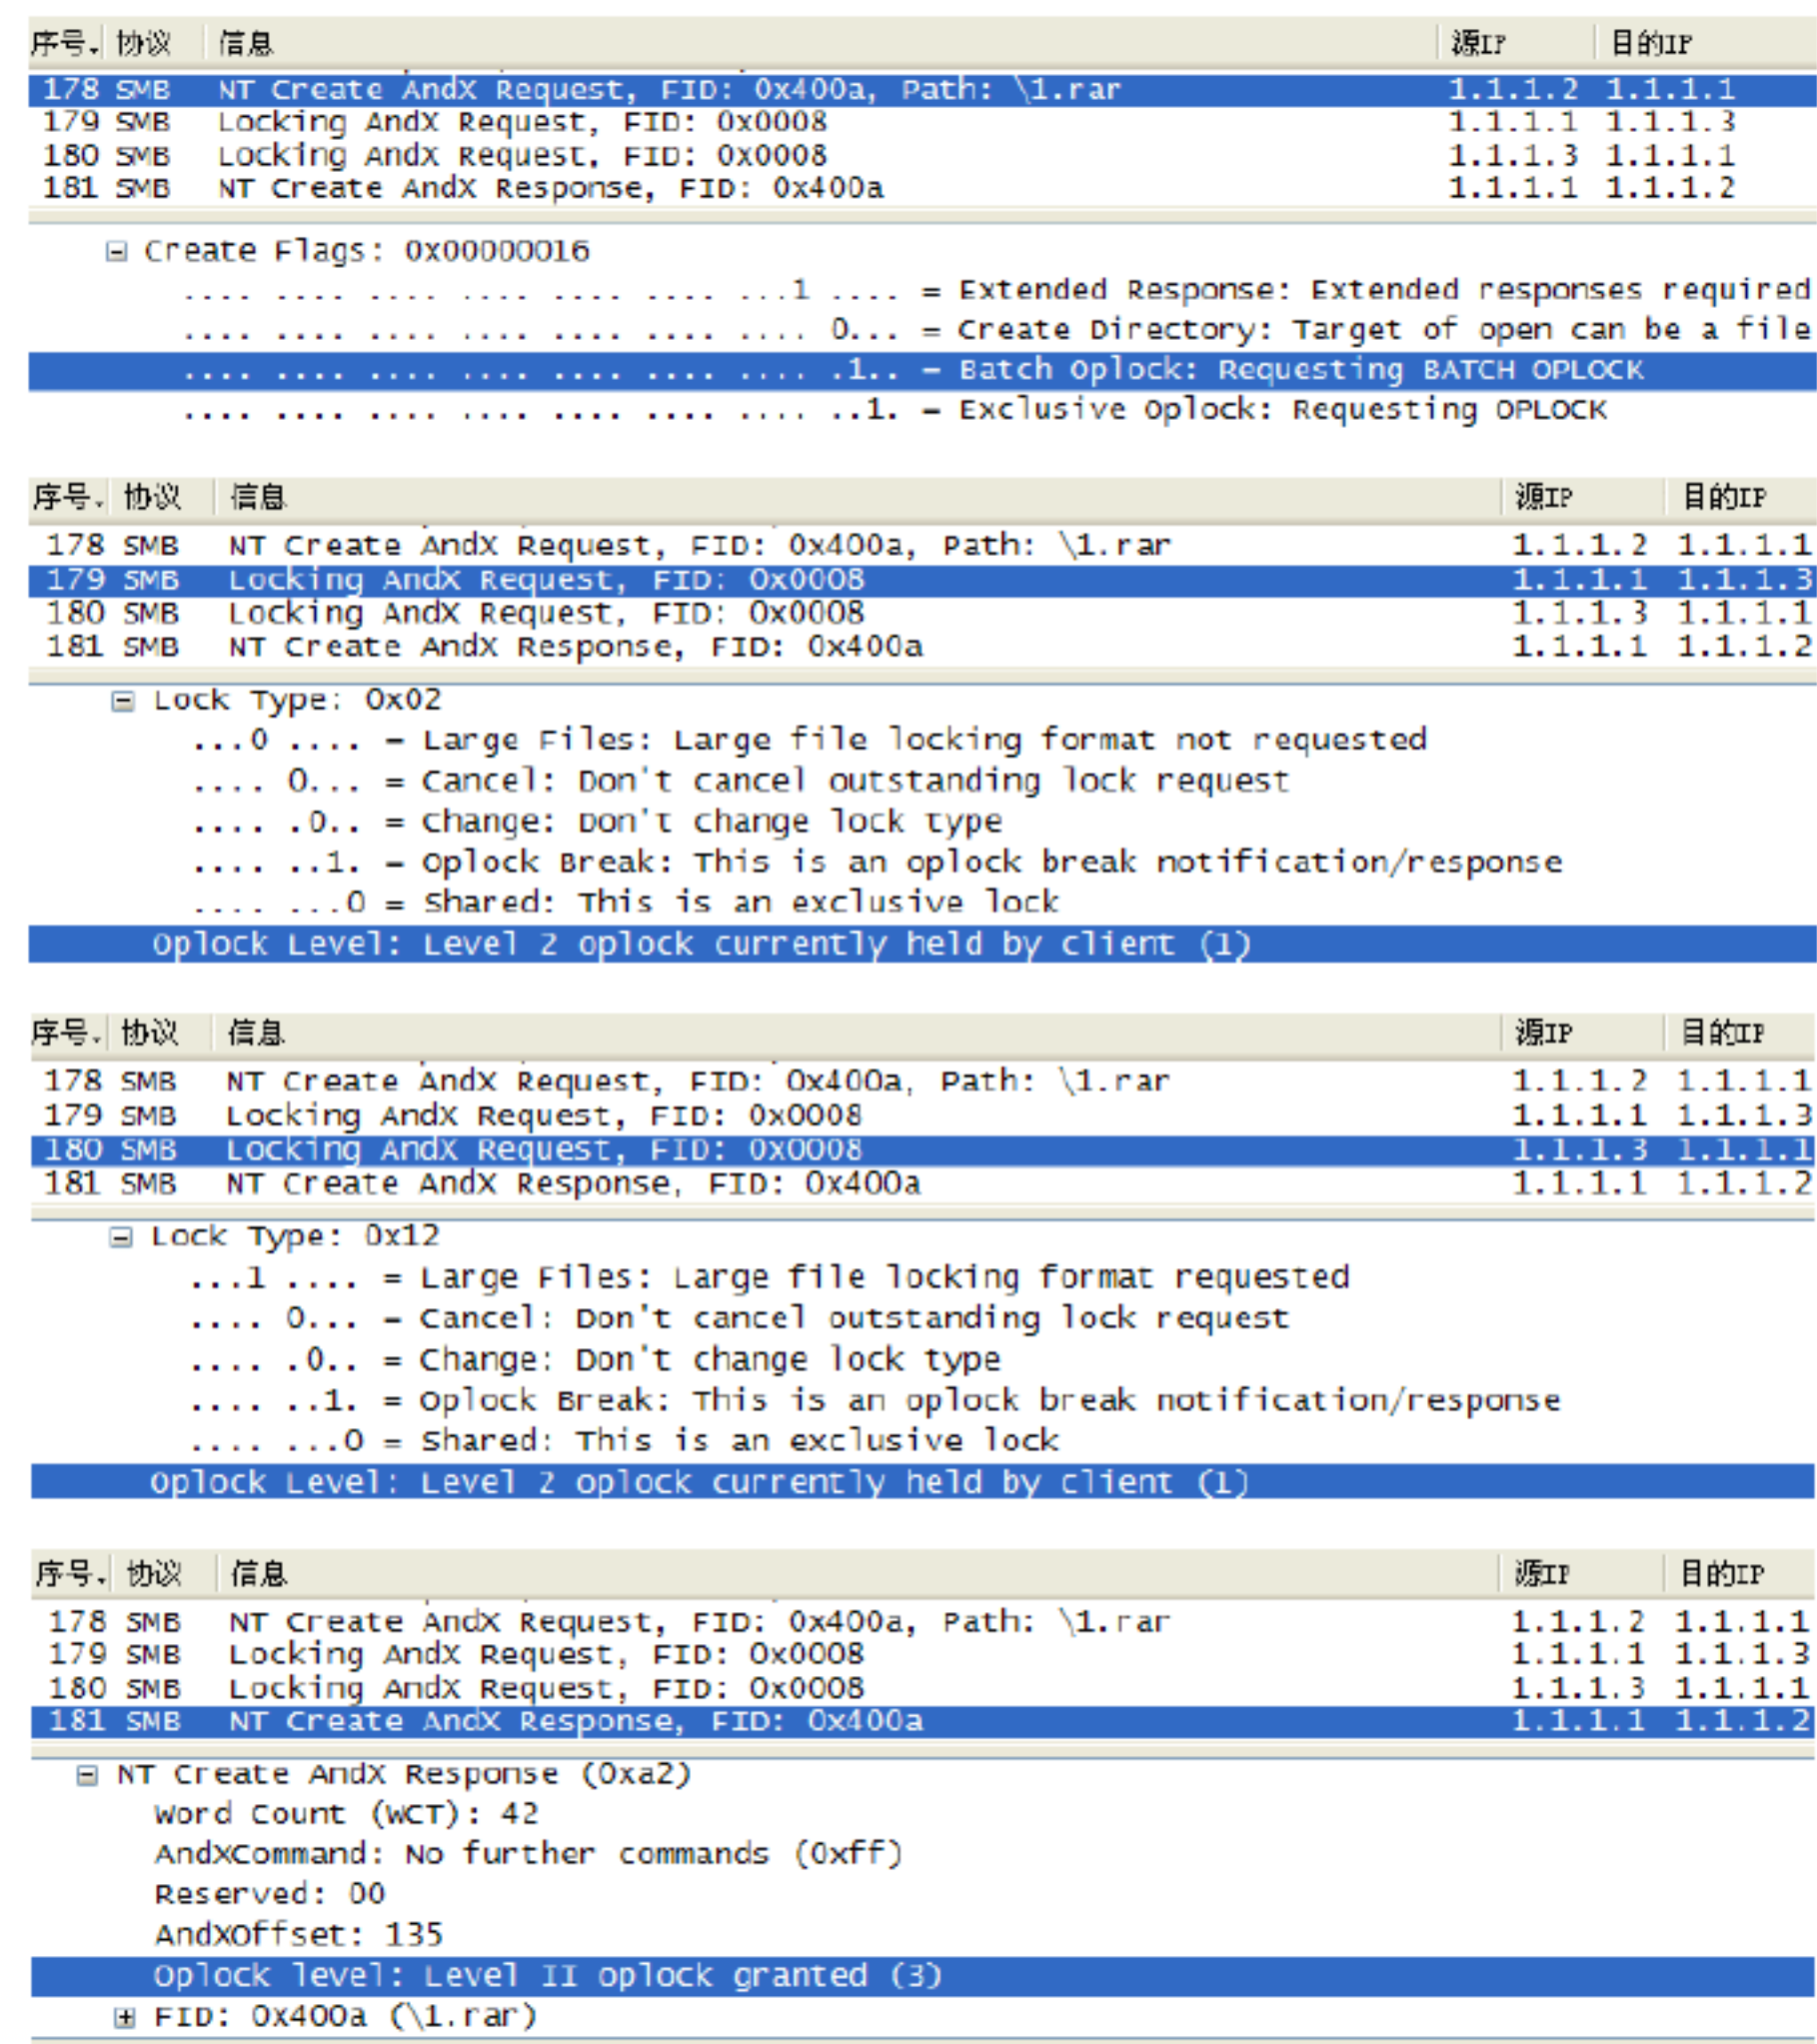 序号 协议 信息 源IP 目的IP
178 SMB NT Create AndX Request, FID: 0x400a, Path: \1.rar 1.1.1.2 1.1.1.1
179 SMB Locking AndX Request, FID: 0x0008 1.1.1.1 1.1.1.3
180 SMB Locking AndX Request, FID: 0x0008 1.1.1.3 1.1.1.1
181 SMB NT Create AndX Response, FID: 0x400a 1.1.1.1 1.1.1.2
Create Flags: 0x00000016
.... .... .... .... .... .... ...1 .... = Extended Response: Extended responses required
.... .... .... .... .... .... .... 0... = Create Directory: Target of open can be a file
.... .... .... .... .... .... .... .1.. = Batch Oplock: Requesting BATCH OPLOCK
.... .... .... .... .... .... .... ..1. = Exclusive Oplock: Requesting OPLOCK
序号 协议 信息 源IP 目的IP
178 SMB NT Create AndX Request, FID: 0x400a, Path: \1.rar 1.1.1.2 1.1.1.1
179 SMB Locking AndX Request, FID: 0x0008 1.1.1.1 1.1.1.3
180 SMB Locking AndX Request, FID: 0x0008 1.1.1.3 1.1.1.1
181 SMB NT Create AndX Response, FID: 0x400a 1.1.1.1 1.1.1.2
Lock Type: 0x02
...0 .... = Large Files: Large file locking format not requested
.... 0... = Cancel: Don't cancel outstanding lock request
.... .0.. = Change: Don't change lock type
.... ..1. = Oplock Break: This is an oplock break notification/response
.... ...0 = Shared: This is an exclusive lock
Oplock Level: Level 2 oplock currently held by client (1)
序号 协议 信息 源IP 目的IP
178 SMB NT Create AndX Request, FID: 0x400a, Path: \1.rar 1.1.1.2 1.1.1.1
179 SMB Locking AndX Request, FID: 0x0008 1.1.1.1 1.1.1.3
180 SMB Locking AndX Request, FID: 0x0008 1.1.1.3 1.1.1.1
181 SMB NT Create AndX Response, FID: 0x400a 1.1.1.1 1.1.1.2
Lock Type: 0x12
...1 .... = Large Files: Large file locking format requested
.... 0... = Cancel: Don't cancel outstanding lock request
.... .0.. = Change: Don't change lock type
.... ..1. = Oplock Break: This is an oplock break notification/response
.... ...0 = Shared: This is an exclusive lock
Oplock Level: Level 2 oplock currently held by client (1)
序号 协议 信息 源IP 目的IP
178 SMB NT Create AndX Request, FID: 0x400a, Path: \1.rar 1.1.1.2 1.1.1.1
179 SMB Locking AndX Request, FID: 0x0008 1.1.1.1 1.1.1.3
180 SMB Locking AndX Request, FID: 0x0008 1.1.1.3 1.1.1.1
181 SMB NT Create AndX Response, FID: 0x400a 1.1.1.1 1.1.1.2
NT Create AndX Response (0xa2)
Word Count (WCT): 42
AndXCommand: No further commands (0xff)
Reserved: 00
AndXOffset: 135
Oplock level: Level II oplock granted (3)
FID: 0x400a (\1.rar)